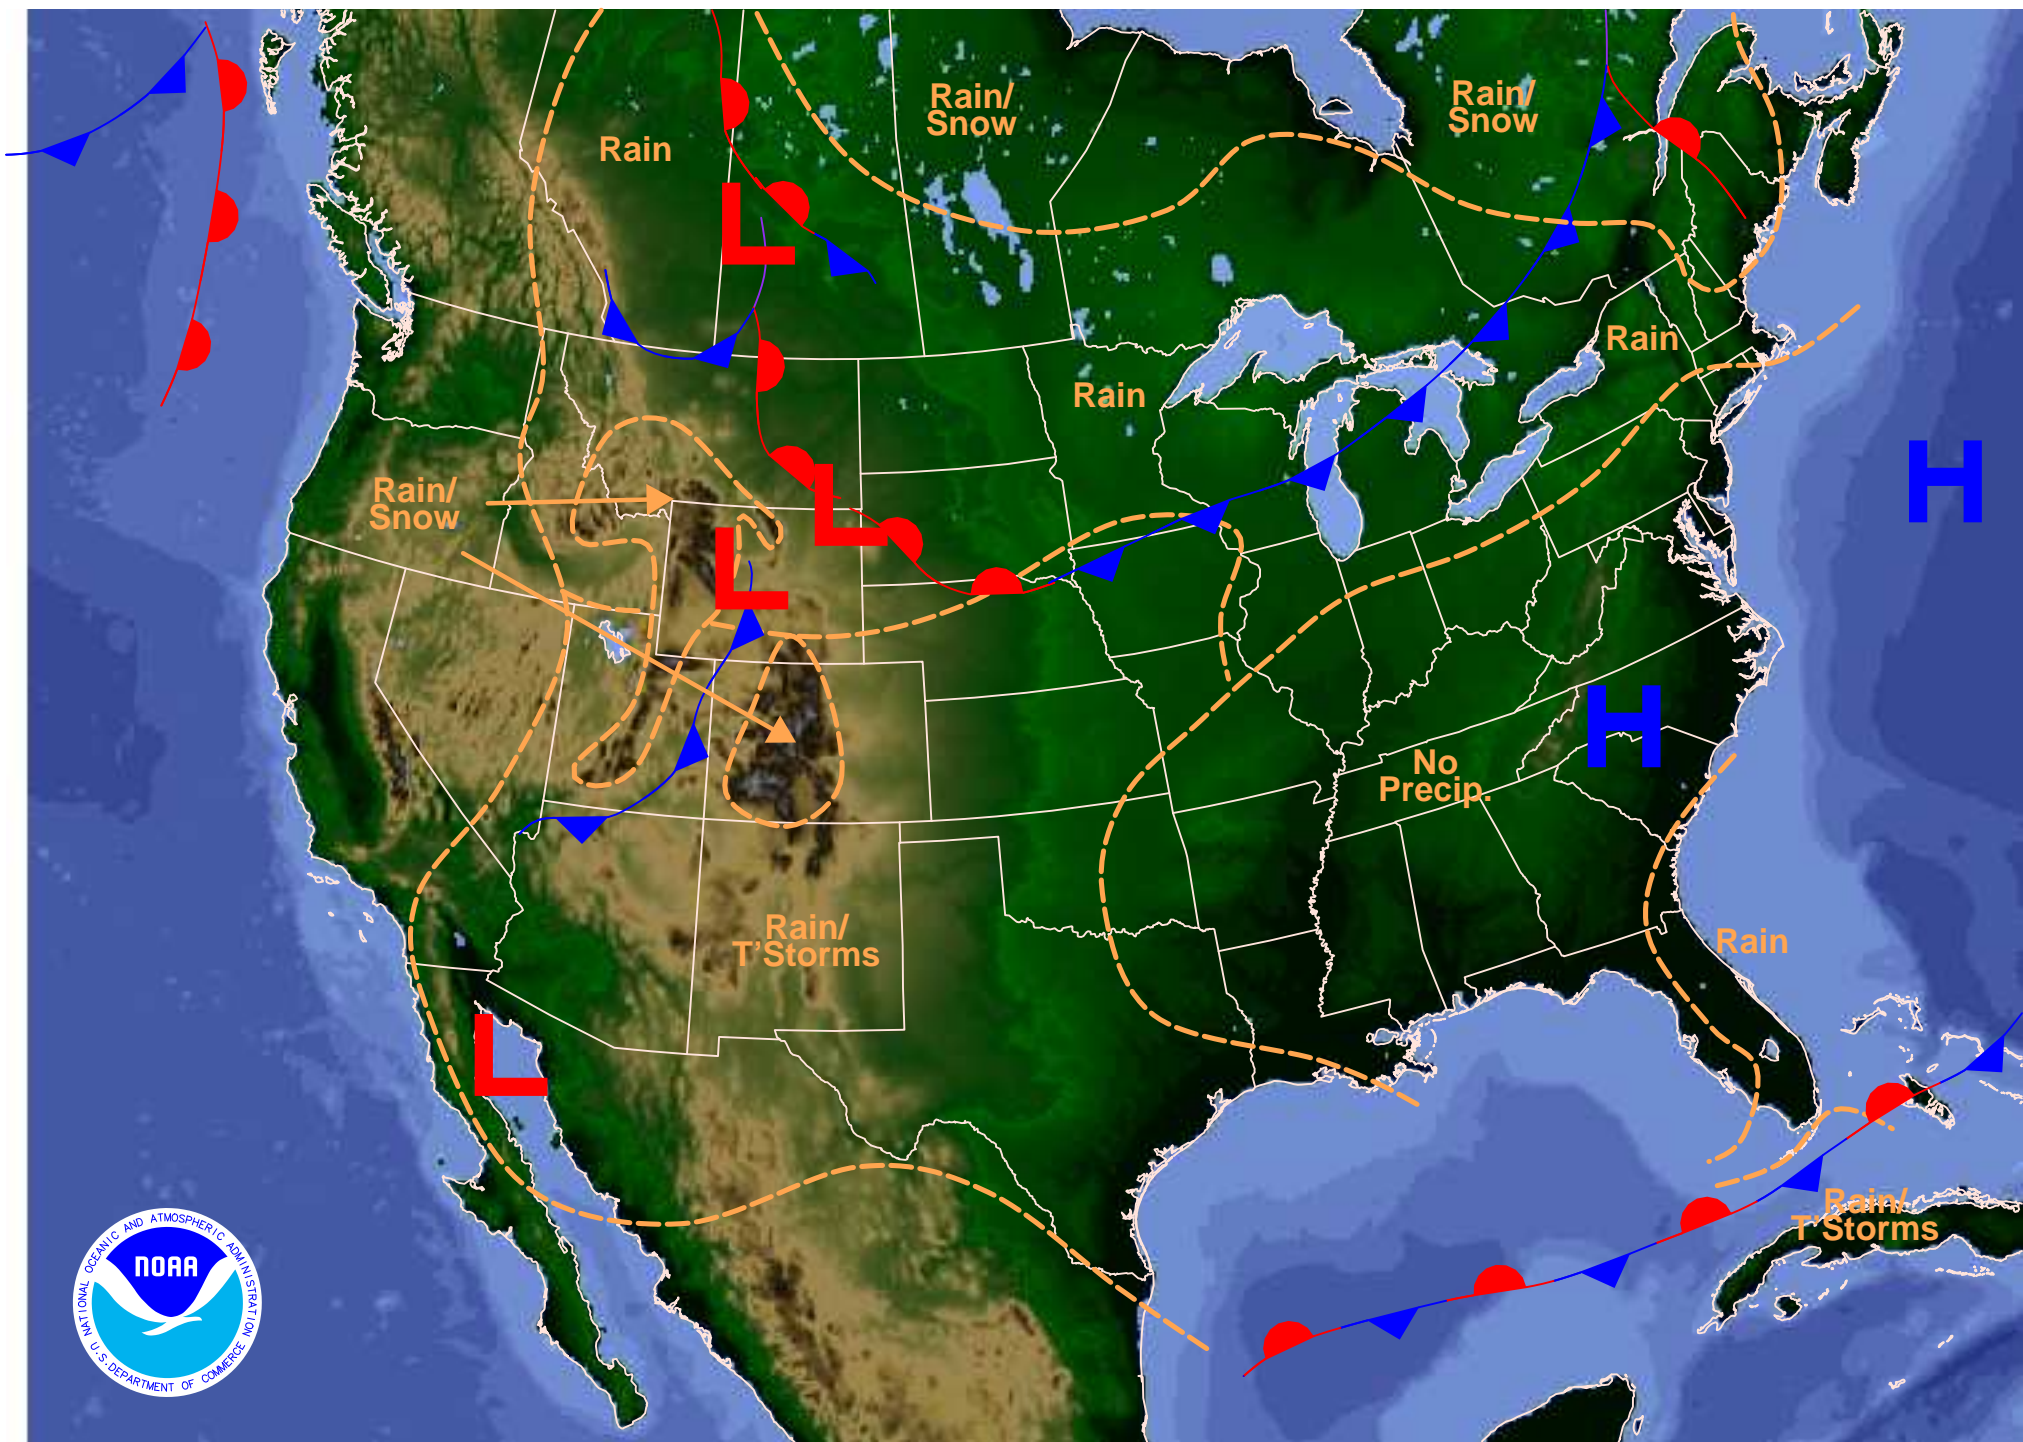 Rain/
Snow
Rain/
Snow
Rain
Rain
Rain
Rain/
Snow
H
L
L
L
H
No
Precip.
Rain/
T'Storms
Rain
L
Rain/
T'Storms
NATIONAL OCEANIC AND ATMOSPHERIC ADMINISTRATION
NOAA
U.S. DEPARTMENT OF COMMERCE